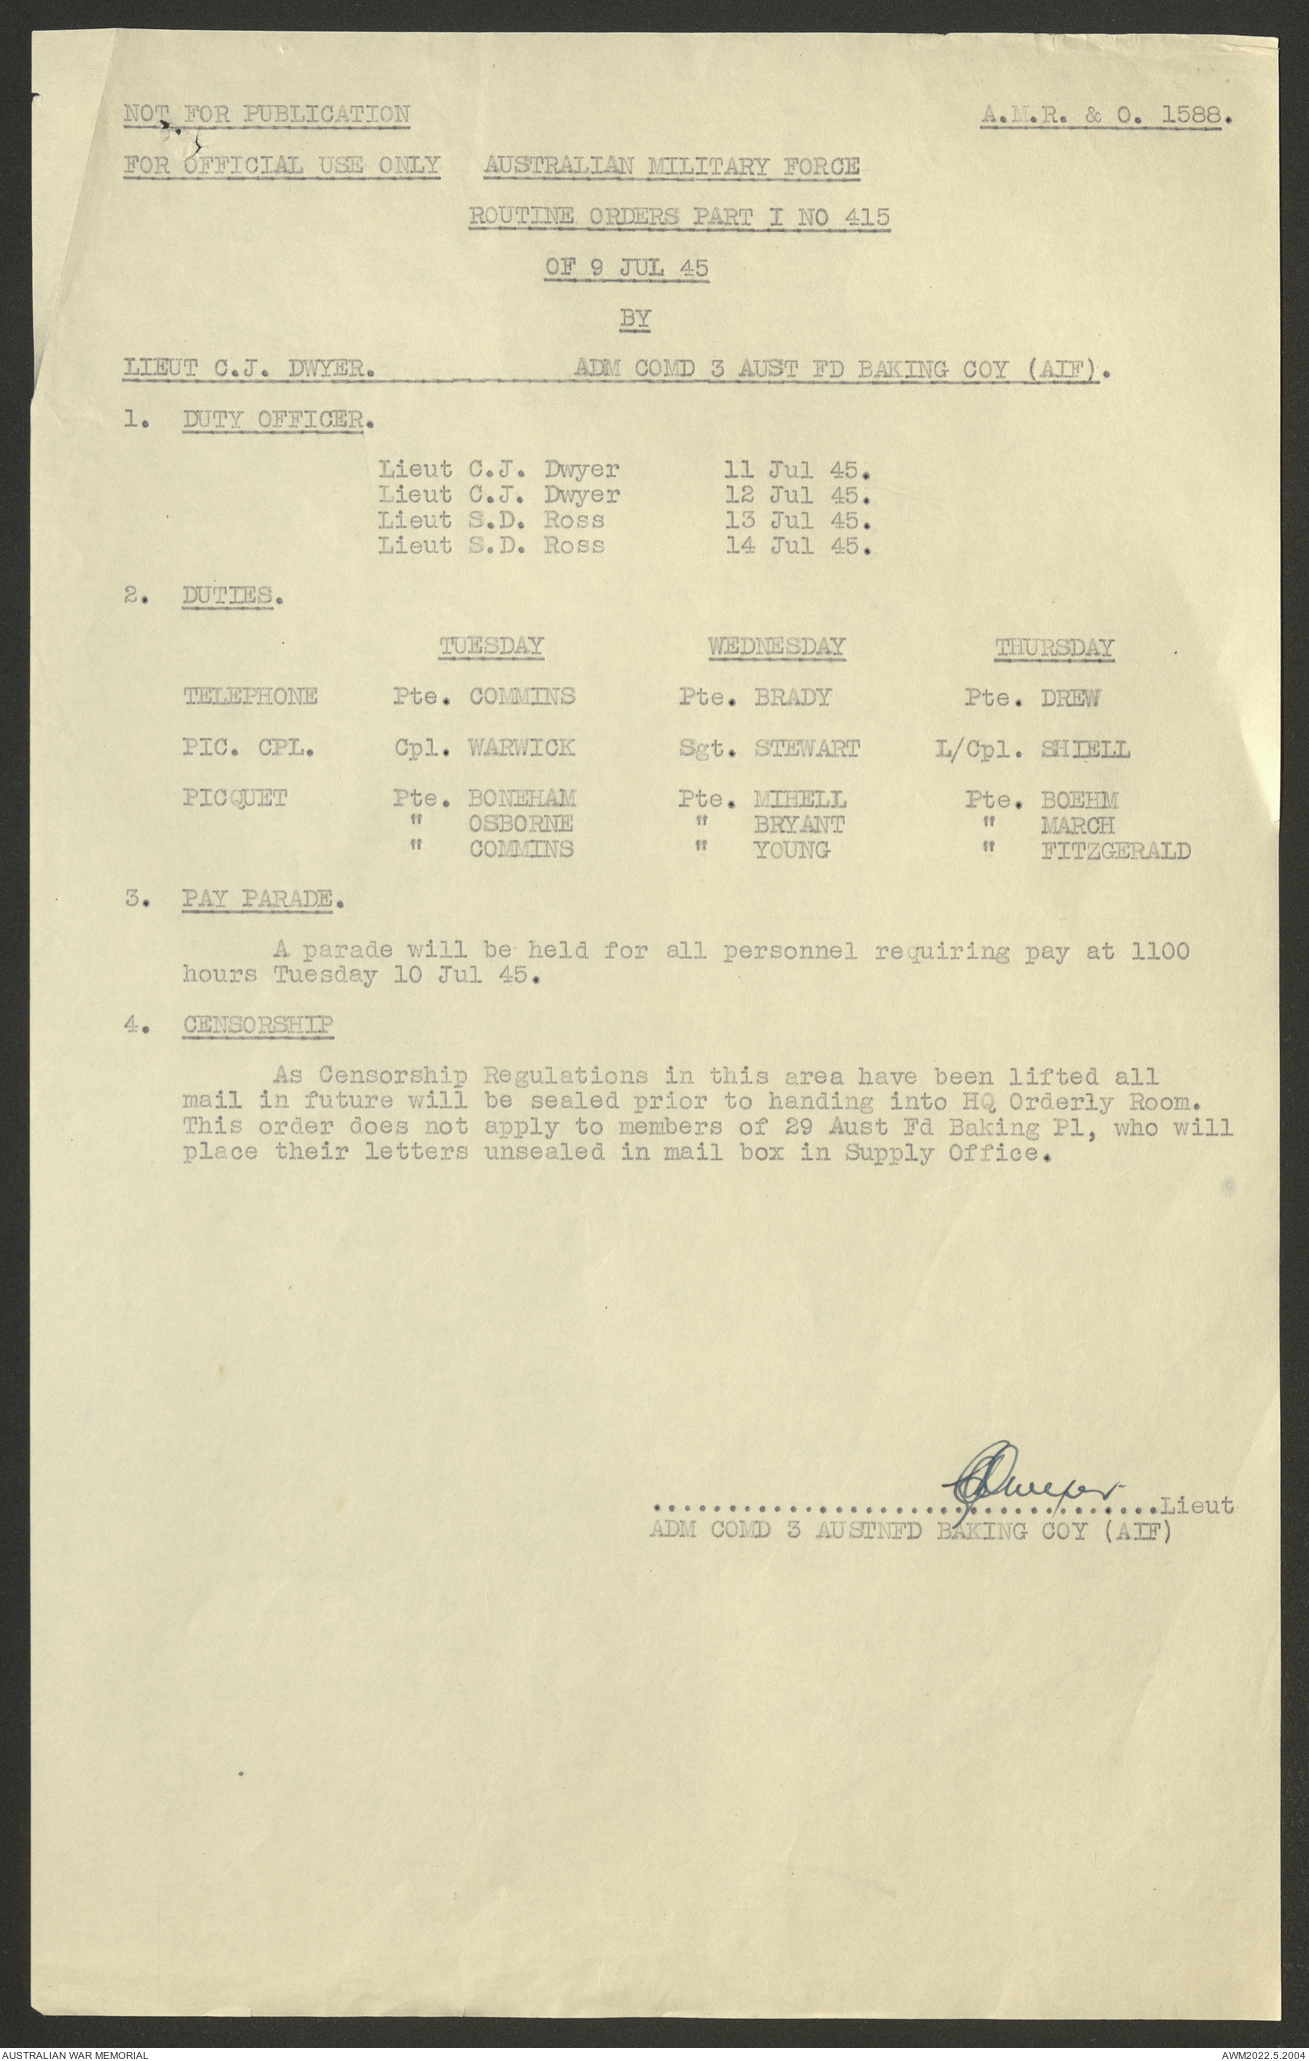 NOT FOR PUBLICATION A.M.R. & O. 1588.
FOR OFFICIAL USE ONLY AUSTRALIAN MILITARY FORCE
ROUTINE ORDERS PART I NO 415
OF 9 JUL 45
BY
LIEUT C.J. DWYER. ADM COMD 3 AUST FD BAKING COY (AIF).
1. DUTY OFFICER.
Lieut C.J. Dwyer 11 Jul 45.
Lieut C.J. Dwyer 12 Jul 45.
Lieut S.D. Ross 13 Jul 45.
Lieut S.D. Ross 14 Jul 45.
2. DUTIES.
TUESDAY WEDNESDAY THURSDAY
TELEPHONE Pte. COMMINS Pte. BRADY Pte. DREW
PIC. CPL. Cpl. WARWICK Sgt. STEWART L/Cpl. SHIELL
PICQUET Pte. BONEHAM Pte. MIHELL Pte. BOEHM
" OSBORNE " BRYANT " MARCH
" COMMINS " YOUNG " FITZGERALD
3. PAY PARADE.
A parade will be held for all personnel requiring pay at 1100
hours Tuesday 10 Jul 45.
4. CENSORSHIP
As Censorship Regulations in this area have been lifted all
mail in future will be sealed prior to handing into HQ Orderly Room.
This order does not apply to members of 29 Aust Fd Baking Pl, who will
place their letters unsealed in mail box in Supply Office.
CJDwyer
..................................Lieut
ADM COMD 3 AUSTNFD BAKING COY (AIF)
AUSTRALIAN WAR MEMORIAL AWM2022.5.2004